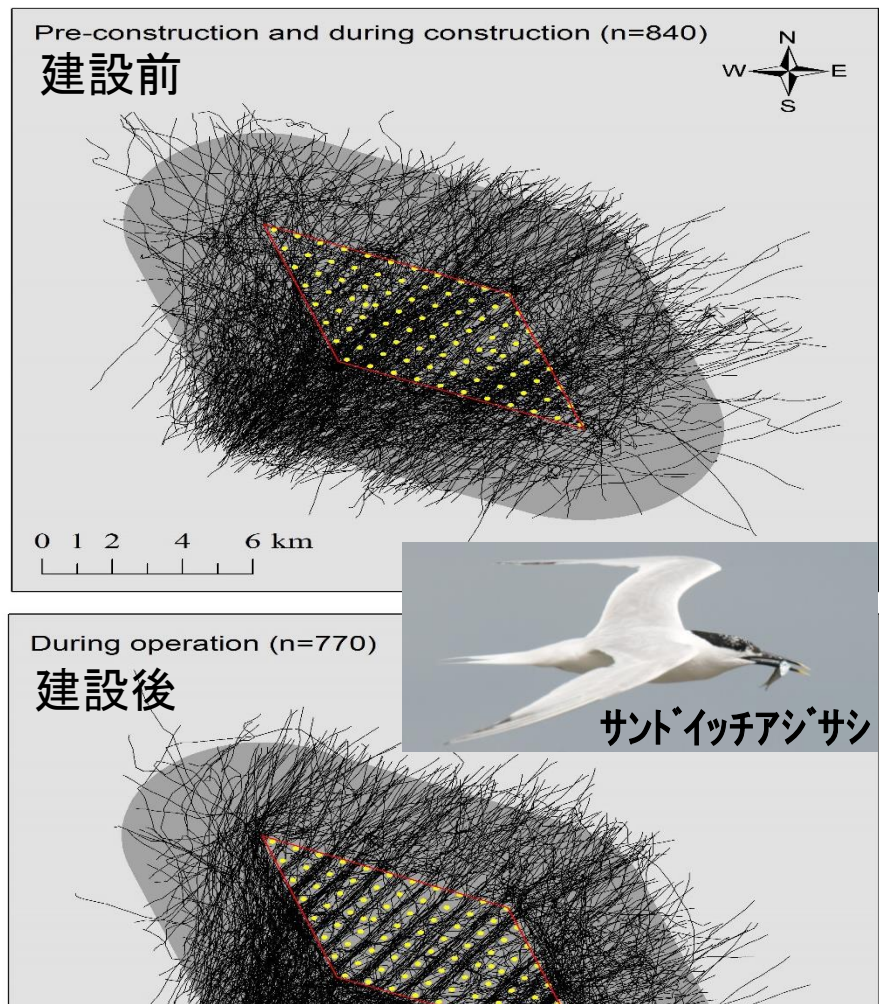 Pre-construction and during construction (n=840)
建設前
N
W E
S
0 1 2 4 6 km
During operation (n=770)
建設後
サンドイッチアジサシ